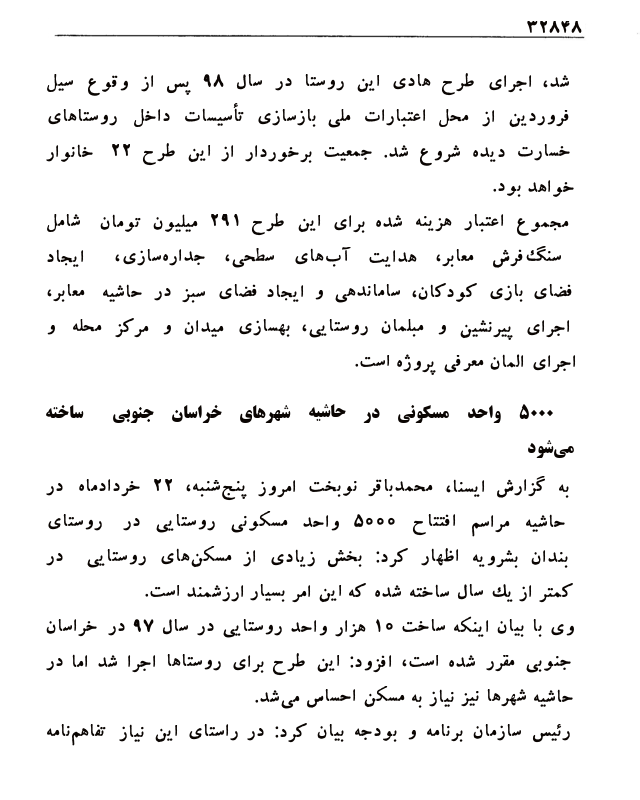 ۳۲۸۴۸
شد، اجرای طرح هادی این روستا در سال ۹۸ پس از وقوع سیل
فروردین از محل اعتبارات ملی بازسازی تأسیسات داخل روستاهای
خسارت دیده شروع شد. جمعیت برخوردار از این طرح ۲۲ خانوار
خواهد بود.
مجموع اعتبار هزینه شده برای این طرح ۲۹۱ میلیون تومان شامل
سنگ‌فرش معابر، هدایت آب‌های سطحی، جداره‌سازی، ایجاد
فضای بازی کودکان، ساماندهی و ایجاد فضای سبز در حاشیه معابر،
اجرای پیرنشین و مبلمان روستایی، بهسازی میدان و مرکز محله و
اجرای المان معرفی پروژه است.
۵۰۰۰ واحد مسکونی در حاشیه شهرهای خراسان جنوبی ساخته
می‌شود
به گزارش ایسنا، محمدباقر نوبخت امروز پنج‌شنبه، ۲۲ خردادماه در
حاشیه مراسم افتتاح ۵۰۰۰ واحد مسکونی روستایی در روستای
بندان بشرویه اظهار کرد: بخش زیادی از مسکن‌های روستایی در
کمتر از یك سال ساخته شده که این امر بسیار ارزشمند است.
وی با بیان اینکه ساخت ۱۰ هزار واحد روستایی در سال ۹۷ در خراسان
جنوبی مقرر شده است، افزود: این طرح برای روستاها اجرا شد اما در
حاشیه شهرها نیز نیاز به مسکن احساس می‌شد.
رئیس سازمان برنامه و بودجه بیان کرد: در راستای این نیاز تفاهم‌نامه